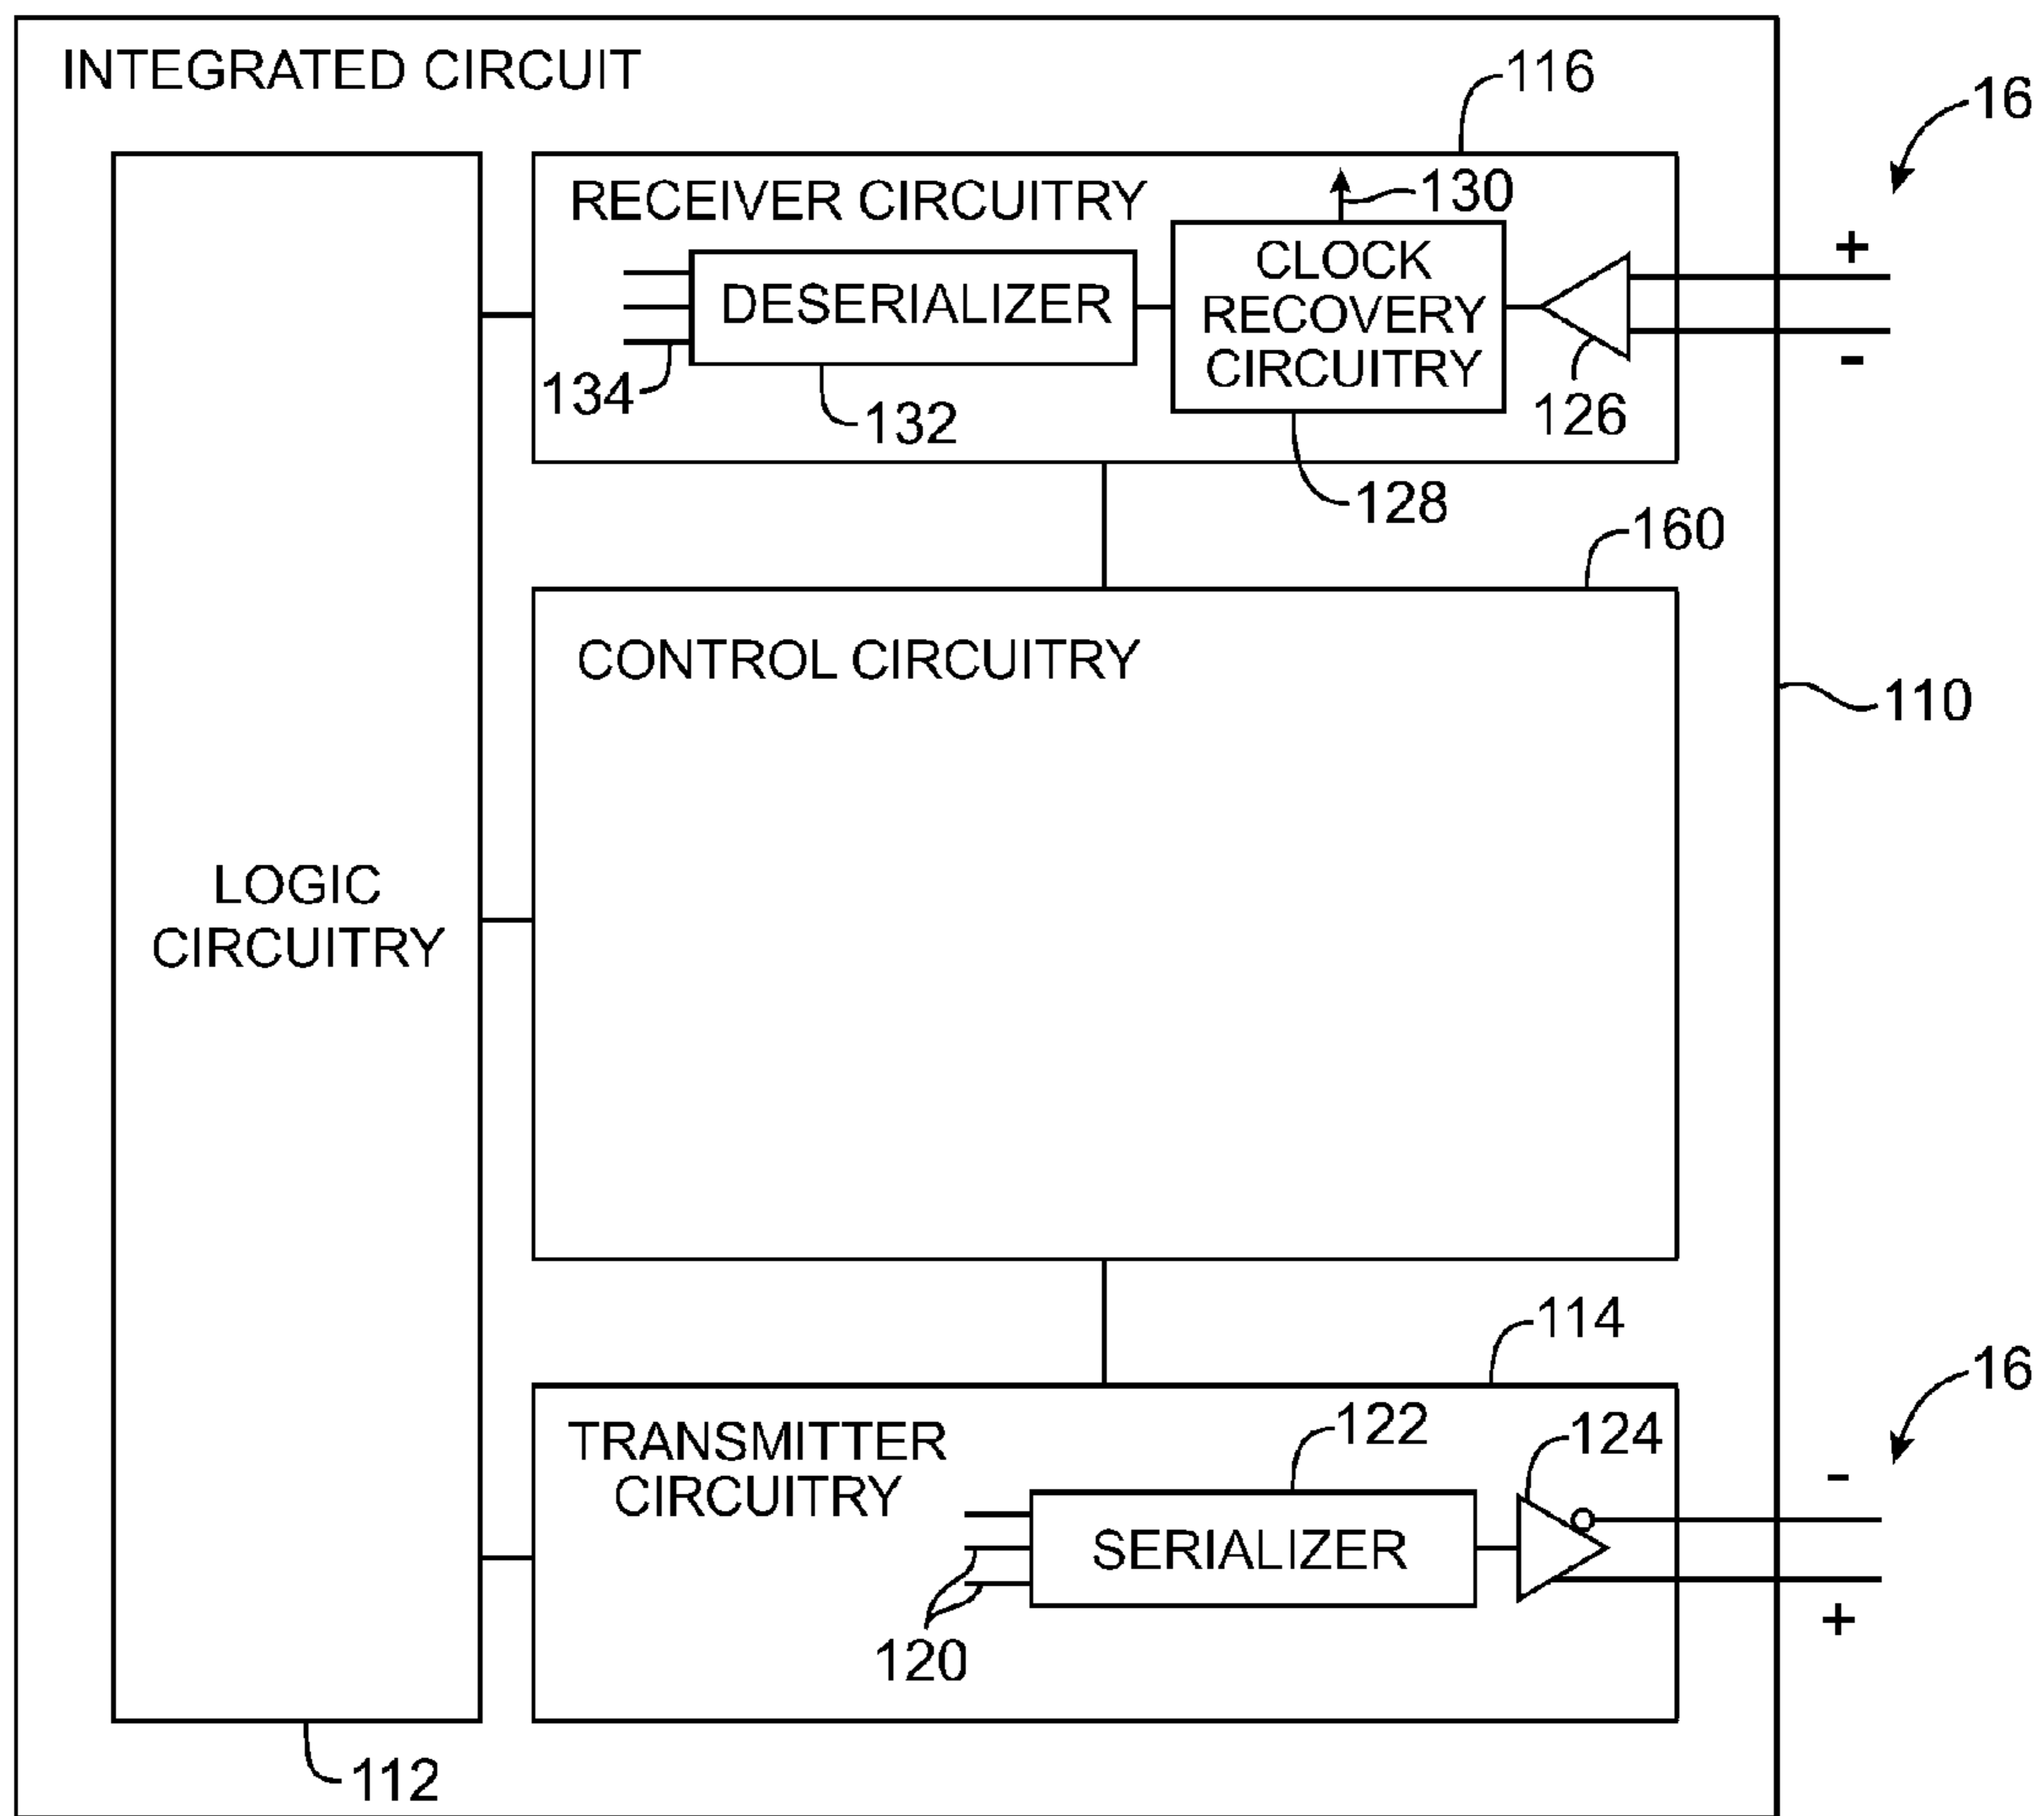 INTEGRATED CIRCUIT
116
16
RECEIVER CIRCUITRY
130
CLOCK
RECOVERY
CIRCUITRY
DESERIALIZER
+
-
134
132
126
128
160
CONTROL CIRCUITRY
110
LOGIC
CIRCUITRY
114
16
TRANSMITTER
CIRCUITRY
122
124
-
SERIALIZER
+
120
112